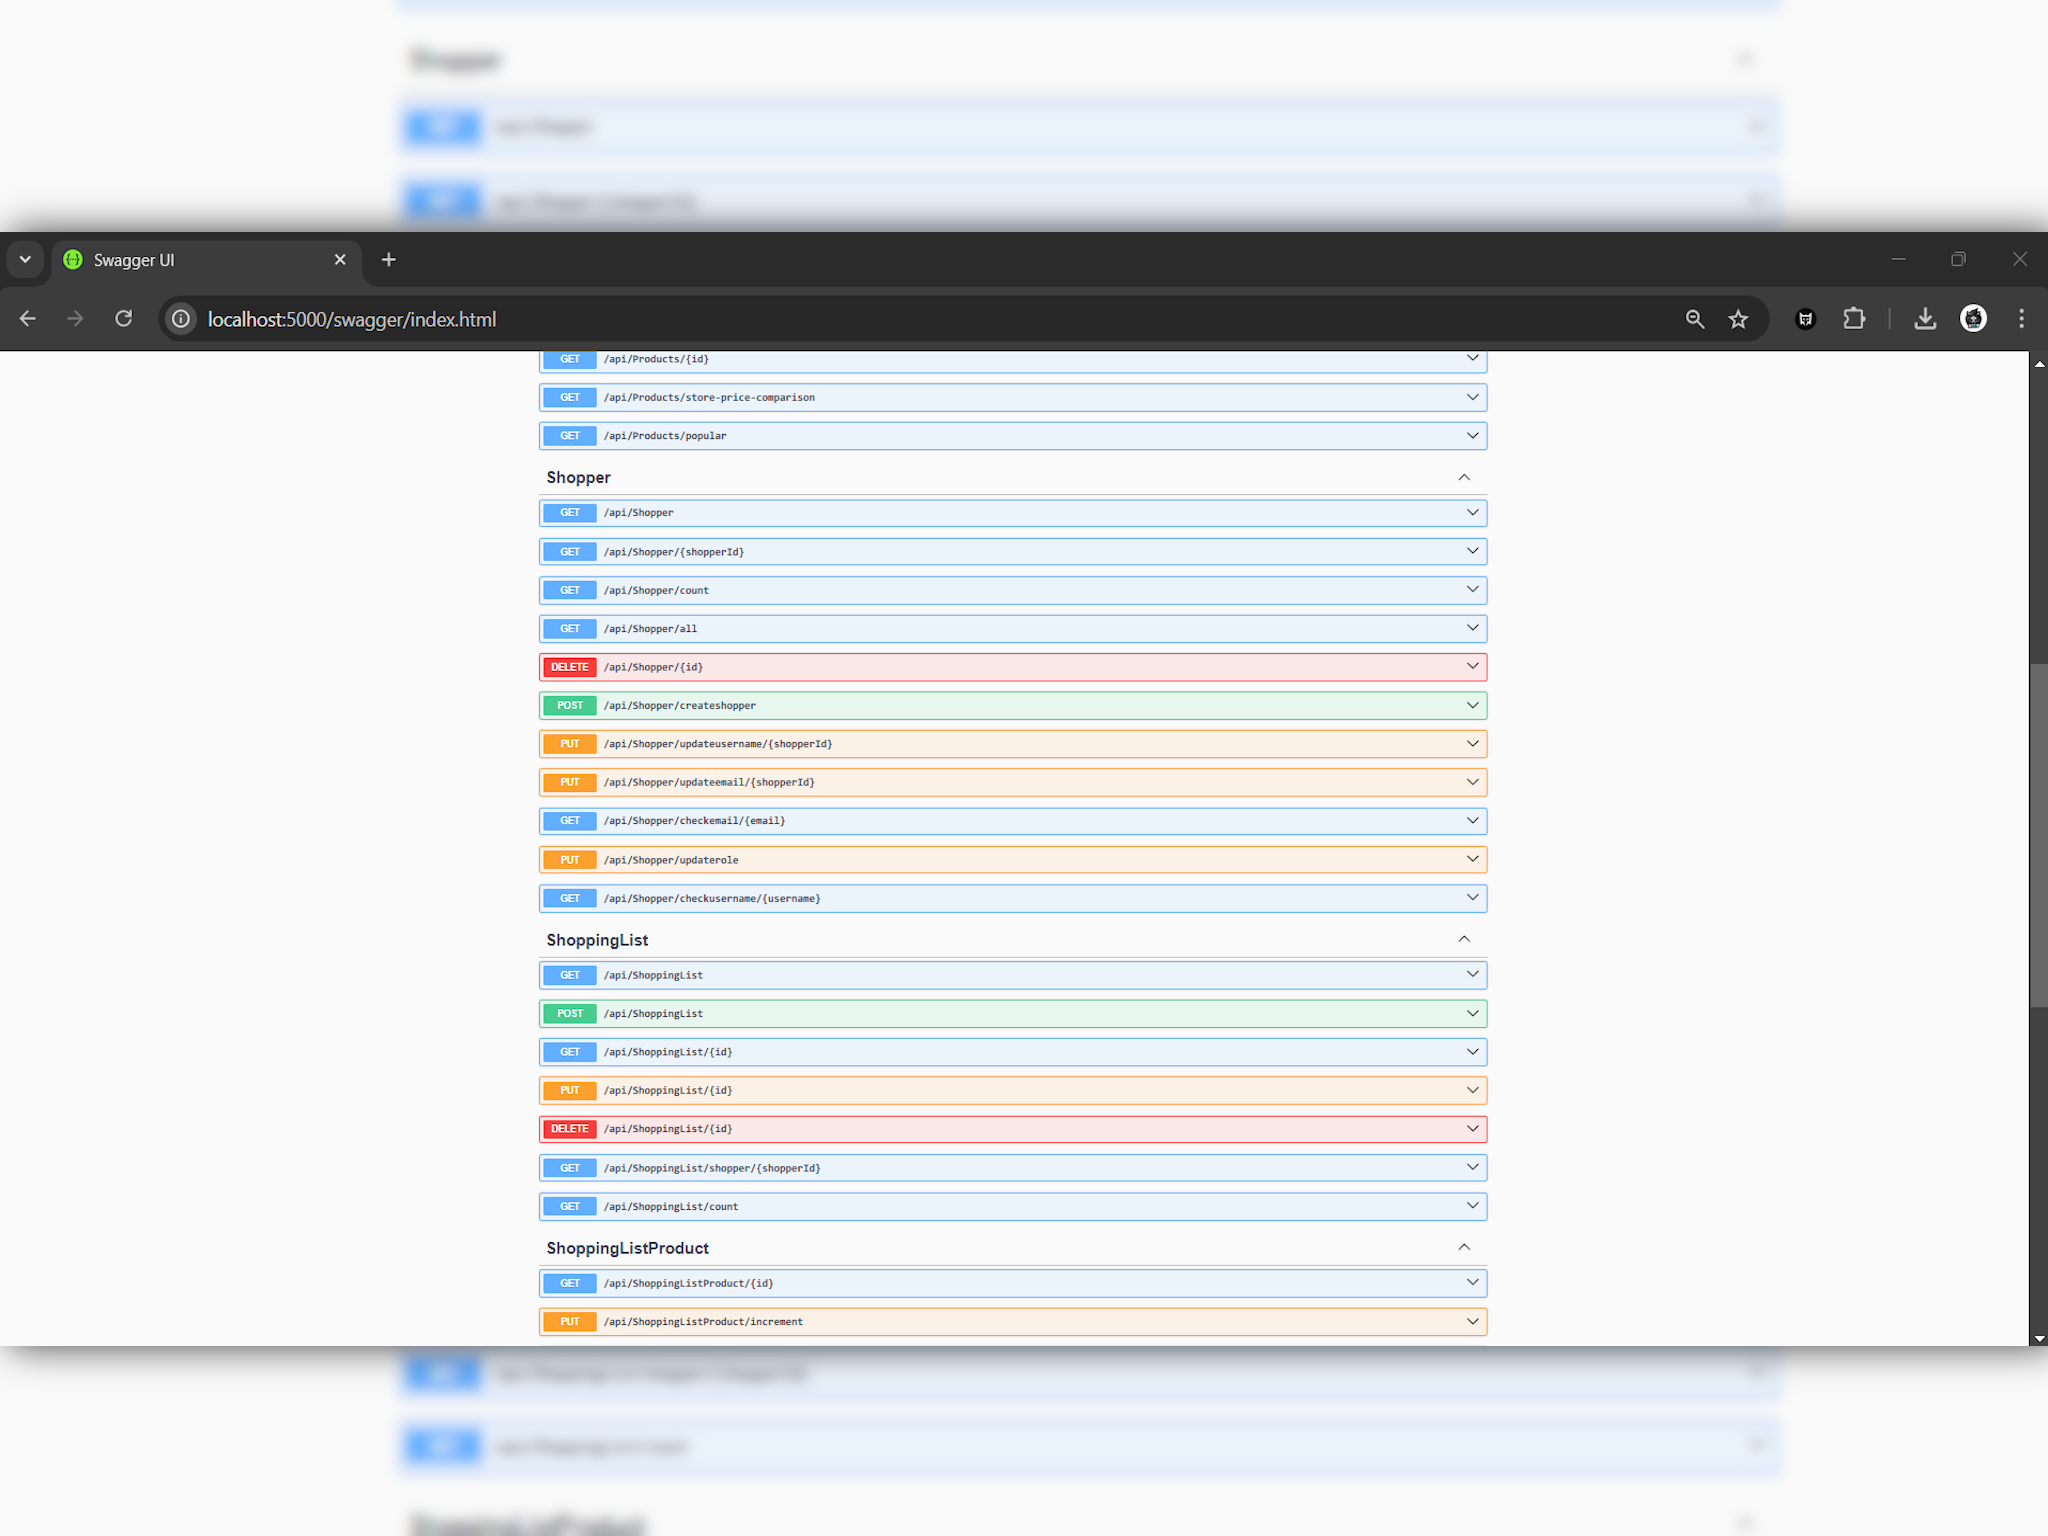 Shopper
Swagger UI
localhost:5000/swagger/index.html
GET /api/Products/{id}
GET /api/Products/store-price-comparison
GET /api/Products/popular
Shopper
GET /api/Shopper
GET /api/Shopper/{shopperId}
GET /api/Shopper/count
GET /api/Shopper/all
DELETE /api/Shopper/{id}
POST /api/Shopper/createshopper
PUT /api/Shopper/updateusername/{shopperId}
PUT /api/Shopper/updateemail/{shopperId}
GET /api/Shopper/checkemail/{email}
PUT /api/Shopper/updaterole
GET /api/Shopper/checkusername/{username}
ShoppingList
GET /api/ShoppingList
POST /api/ShoppingList
GET /api/ShoppingList/{id}
PUT /api/ShoppingList/{id}
DELETE /api/ShoppingList/{id}
GET /api/ShoppingList/shopper/{shopperId}
GET /api/ShoppingList/count
ShoppingListProduct
GET /api/ShoppingListProduct/{id}
PUT /api/ShoppingListProduct/increment